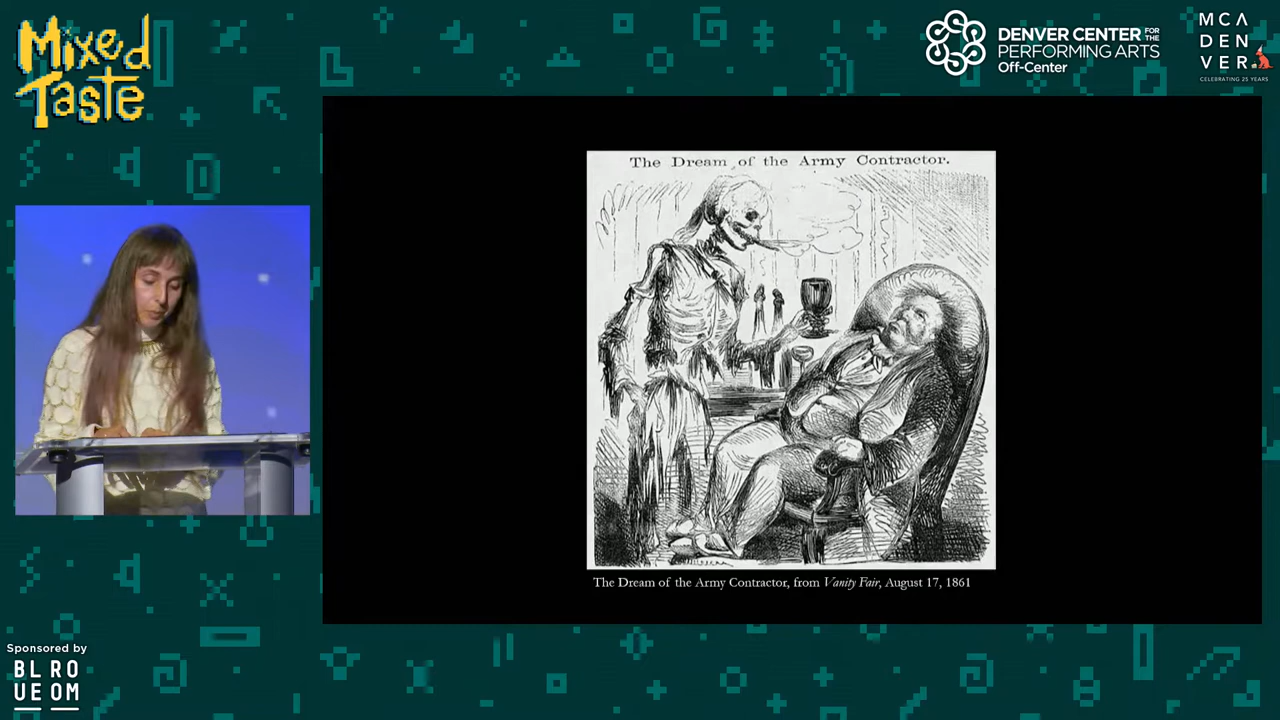 Mixed
Taste
DENVER CENTER FOR THE
PERFORMING ARTS
Off-Center
MCA
DEN
VER
CELEBRATING 25 YEARS
The Dream of the Army Contractor.
The Dream of the Army Contractor, from Vanity Fair, August 17, 1861
Sponsored by
BL RO
UE OM